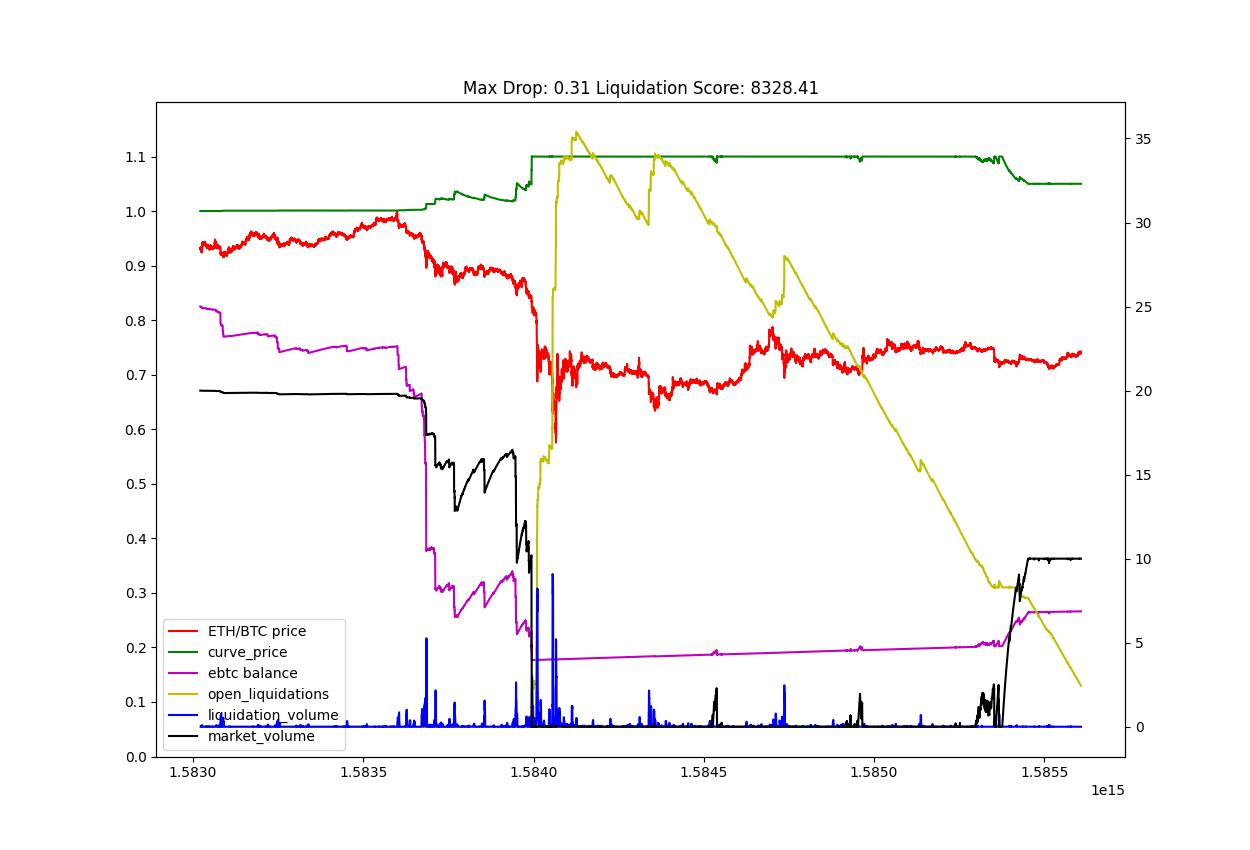 Max Drop: 0.31 Liquidation Score: 8328.41
1.1
1.0
0.9
0.8
0.7
0.6
0.5
0.4
0.3
0.2
0.1
0.0
35
30
25
20
15
10
5
0
ETH/BTC price
curve_price
ebtc balance
open_liquidations
liquidation_volume
market_volume
1.5830 1.5835 1.5840 1.5845 1.5850 1.5855
1e15